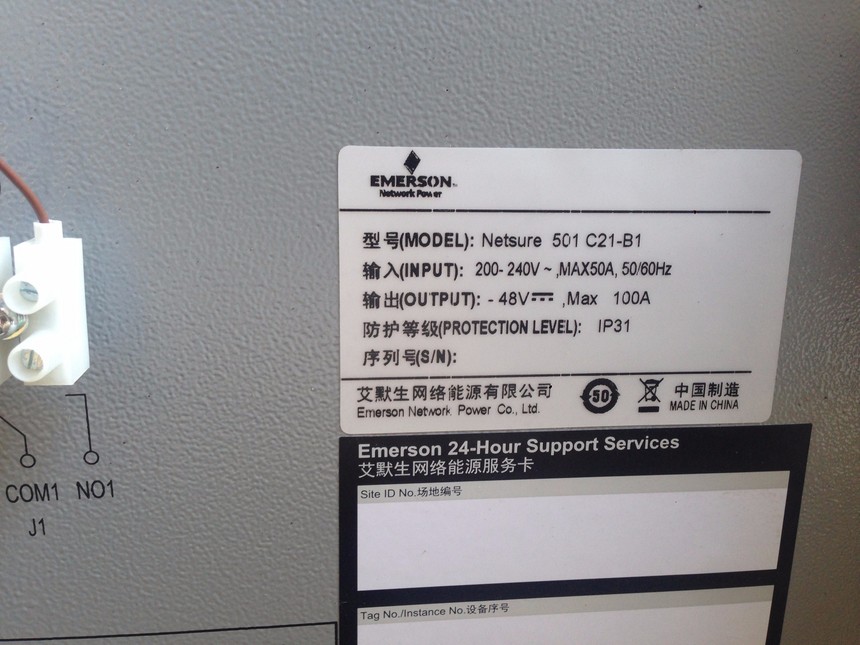 EMERSON
Network Power
型号(MODEL): Netsure 501 C21-B1
输入(INPUT): 200-240V ~ ,MAX50A, 50/60Hz
输出(OUTPUT): - 48V⎓ ,Max 100A
防护等级(PROTECTION LEVEL): IP31
序列号(S/N):
艾默生网络能源有限公司
Emerson Network Power Co., Ltd.
50
中国制造
MADE IN CHINA
Emerson 24-Hour Support Services
艾默生网络能源服务卡
Site ID No.场地编号
Tag No./Instance No.设备序号
COM1 NO1
J1